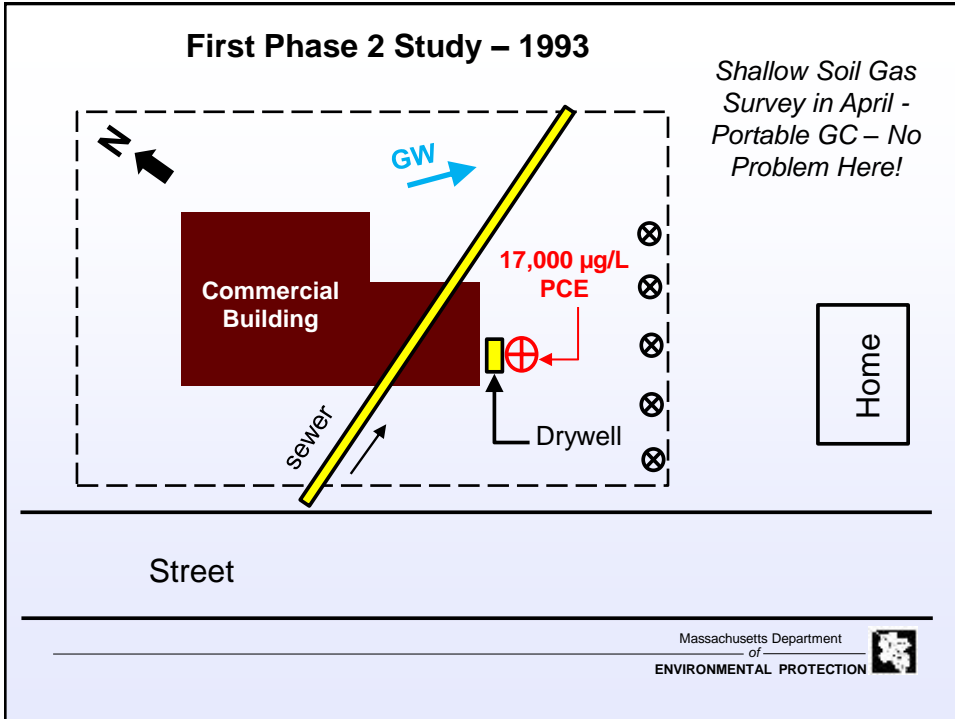 First Phase 2 Study – 1993
Shallow Soil Gas
Survey in April -
Portable GC – No
Problem Here!
N
GW
17,000 µg/L
PCE
Commercial
Building
Home
sewer
Drywell
Street
Massachusetts Department
of
ENVIRONMENTAL PROTECTION